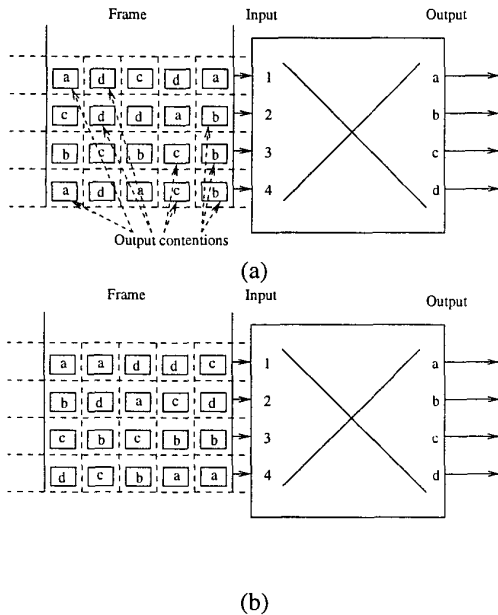 Frame Input Output
a d c d a 1 a
c d d a b 2 b
b c b c b 3 c
a d a c b 4 d
Output contentions
(a)
Frame Input Output
a a d d c 1 a
b d a c d 2 b
c b c b b 3 c
d c b a a 4 d
(b)